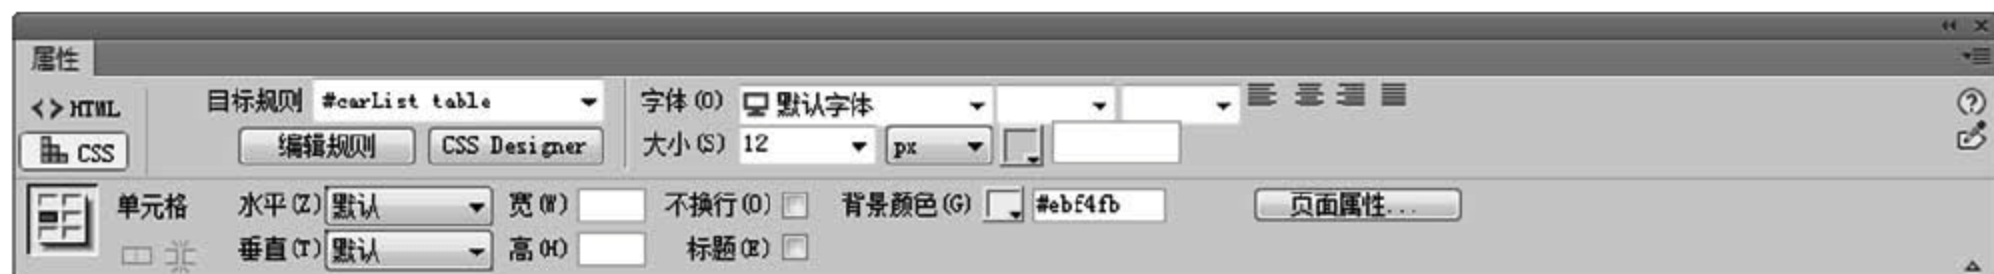 属性
<> HTML 目标规则 #carList table 字体(O) 默认字体
CSS 编辑规则 CSS Designer 大小(S) 12 px
单元格 水平(Z) 默认 宽(W) 不换行(O) 背景颜色(G) #ebf4fb 页面属性...
垂直(T) 默认 高(H) 标题(E)